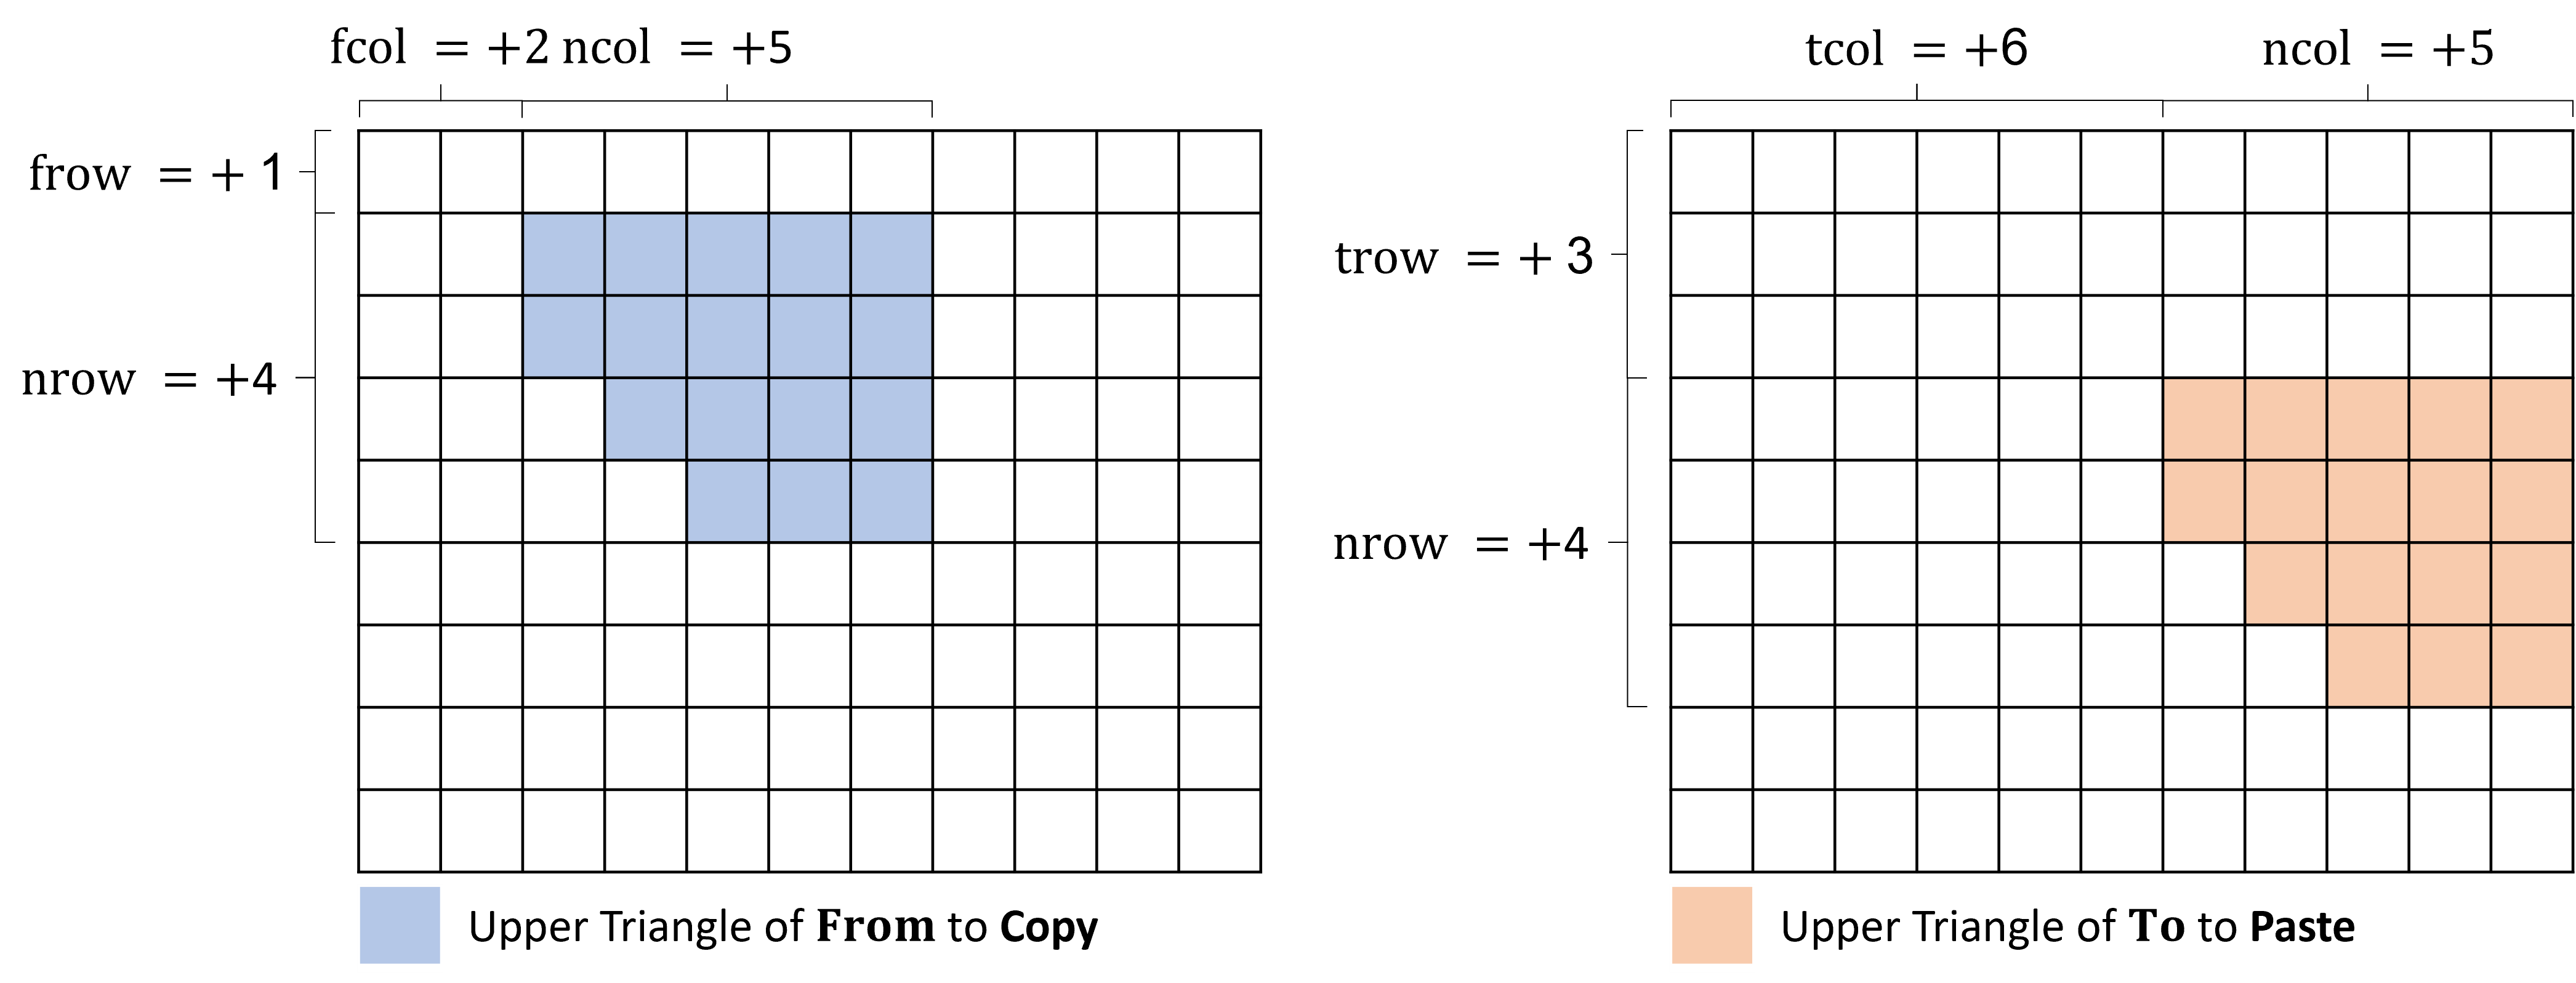 fcol = +2 ncol = +5
tcol = +6
ncol = +5
frow = + 1
trow = + 3
nrow = +4
nrow = +4
Upper Triangle of From to Copy
Upper Triangle of To to Paste